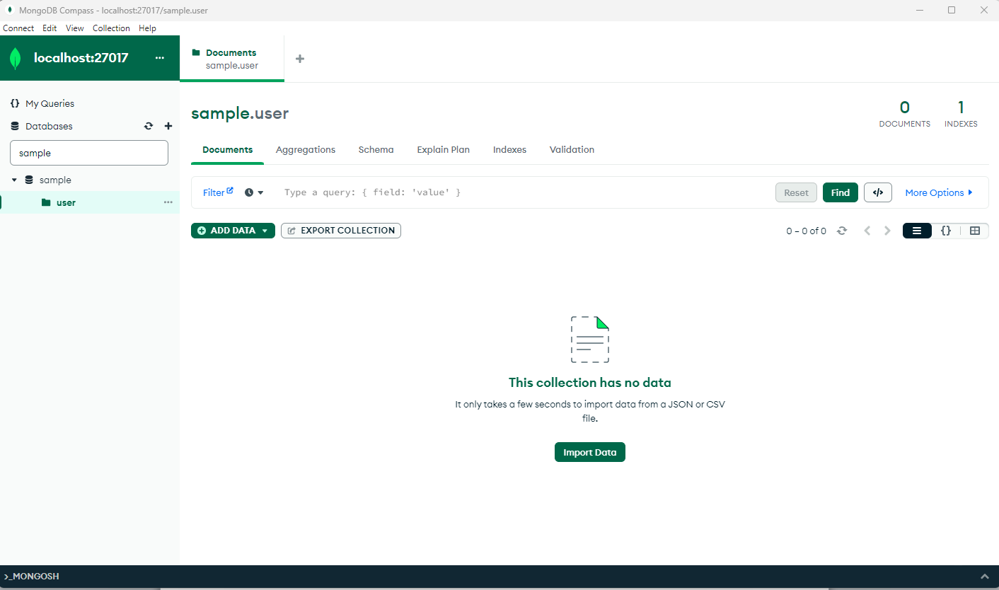 MongoDB Compass - localhost:27017/sample.user
Connect Edit View Collection Help
localhost:27017 ...
Documents
sample.user
{} My Queries
Databases
sample
sample
user ...
sample.user
0
DOCUMENTS
1
INDEXES
Documents Aggregations Schema Explain Plan Indexes Validation
Filter Type a query: { field: 'value' } Reset Find </> More Options
ADD DATA EXPORT COLLECTION 0 – 0 of 0 {}
This collection has no data
It only takes a few seconds to import data from a JSON or CSV
file.
Import Data
>_MONGOSH